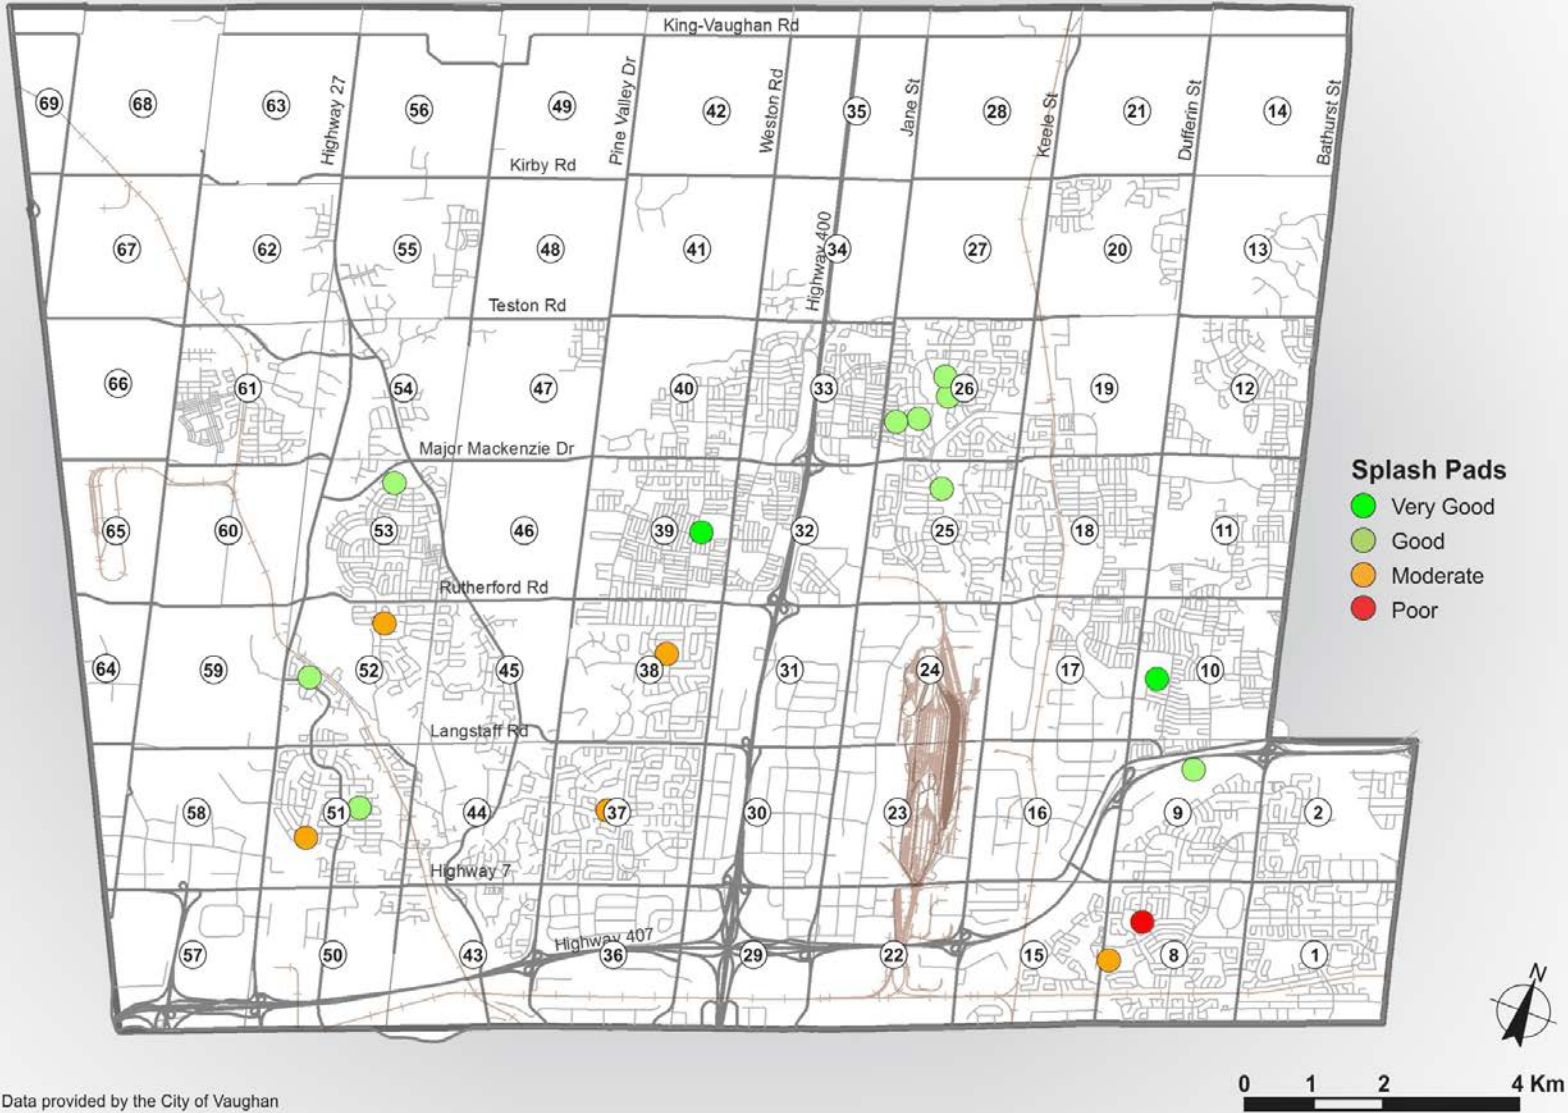 King-Vaughan Rd
Highway 27
Pine Valley Dr
Weston Rd
Jane St
Keele St
Dufferin St
Bathurst St
69
68
63
56
49
42
35
28
21
14
Kirby Rd
67
62
55
48
41
Highway 400
34
27
20
13
Teston Rd
66
61
54
47
40
33
26
19
12
Major Mackenzie Dr
65
60
53
46
39
32
25
18
11
Rutherford Rd
64
59
52
45
38
31
24
17
10
Langstaff Rd
58
51
44
37
30
23
16
9
2
Highway 7
57
50
43
Highway 407
36
29
22
15
8
1
Splash Pads
Very Good
Good
Moderate
Poor
N
0 1 2 4 Km
Data provided by the City of Vaughan